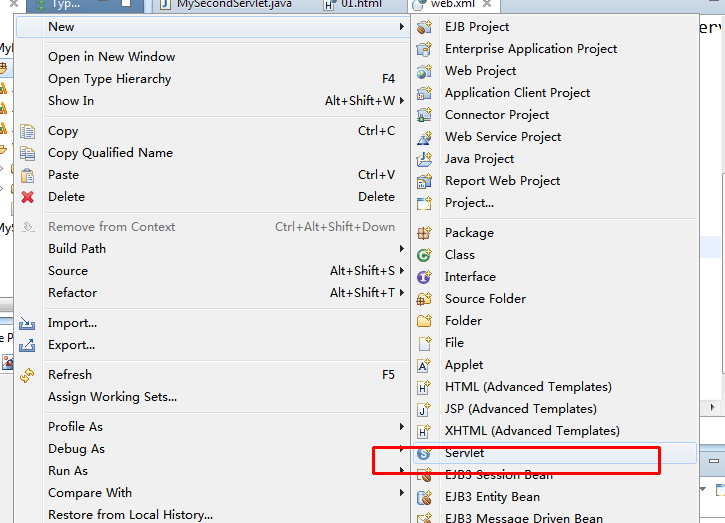 Typ...
MySecondServlet.java
01.html
web.xml
New
Open in New Window
Open Type Hierarchy F4
Show In Alt+Shift+W
Copy Ctrl+C
Copy Qualified Name
Paste Ctrl+V
Delete Delete
Remove from Context Ctrl+Alt+Shift+Down
Build Path
Source Alt+Shift+S
Refactor Alt+Shift+T
Import...
Export...
Refresh F5
Assign Working Sets...
Profile As
Debug As
Run As
Compare With
Restore from Local History...
EJB Project
Enterprise Application Project
Web Project
Application Client Project
Connector Project
Web Service Project
Java Project
Report Web Project
Project...
Package
Class
Interface
Source Folder
Folder
File
Applet
HTML (Advanced Templates)
JSP (Advanced Templates)
XHTML (Advanced Templates)
Servlet
EJB3 Session Bean
EJB3 Entity Bean
EJB3 Message Driven Bean